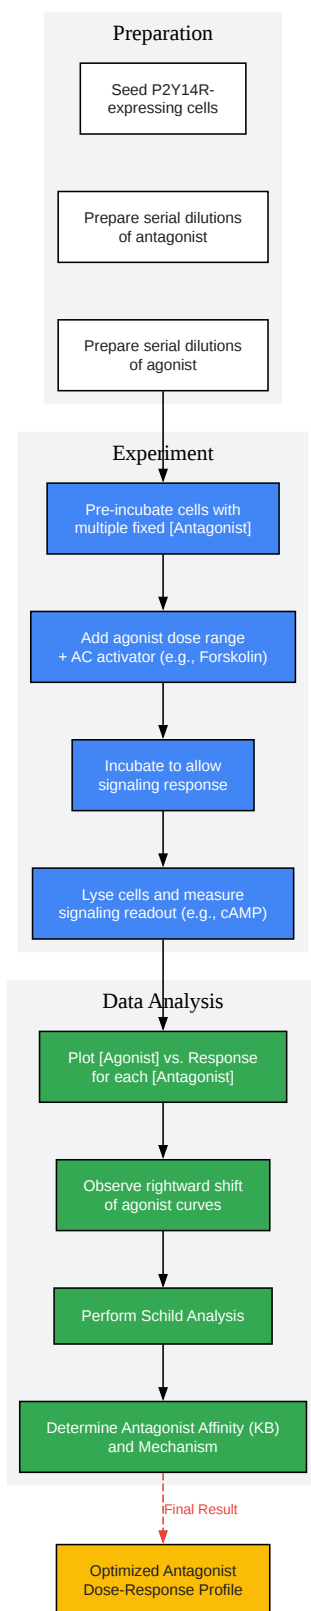 Preparation
Seed P2Y14R-
expressing cells
Prepare serial dilutions
of antagonist
Prepare serial dilutions
of agonist
Experiment
Pre-incubate cells with
multiple fixed [Antagonist]
Add agonist dose range
+ AC activator (e.g., Forskolin)
Incubate to allow
signaling response
Lyse cells and measure
signaling readout (e.g., cAMP)
Data Analysis
Plot [Agonist] vs. Response
for each [Antagonist]
Observe rightward shift
of agonist curves
Perform Schild Analysis
Determine Antagonist Affinity (KB)
and Mechanism
Final Result
Optimized Antagonist
Dose-Response Profile